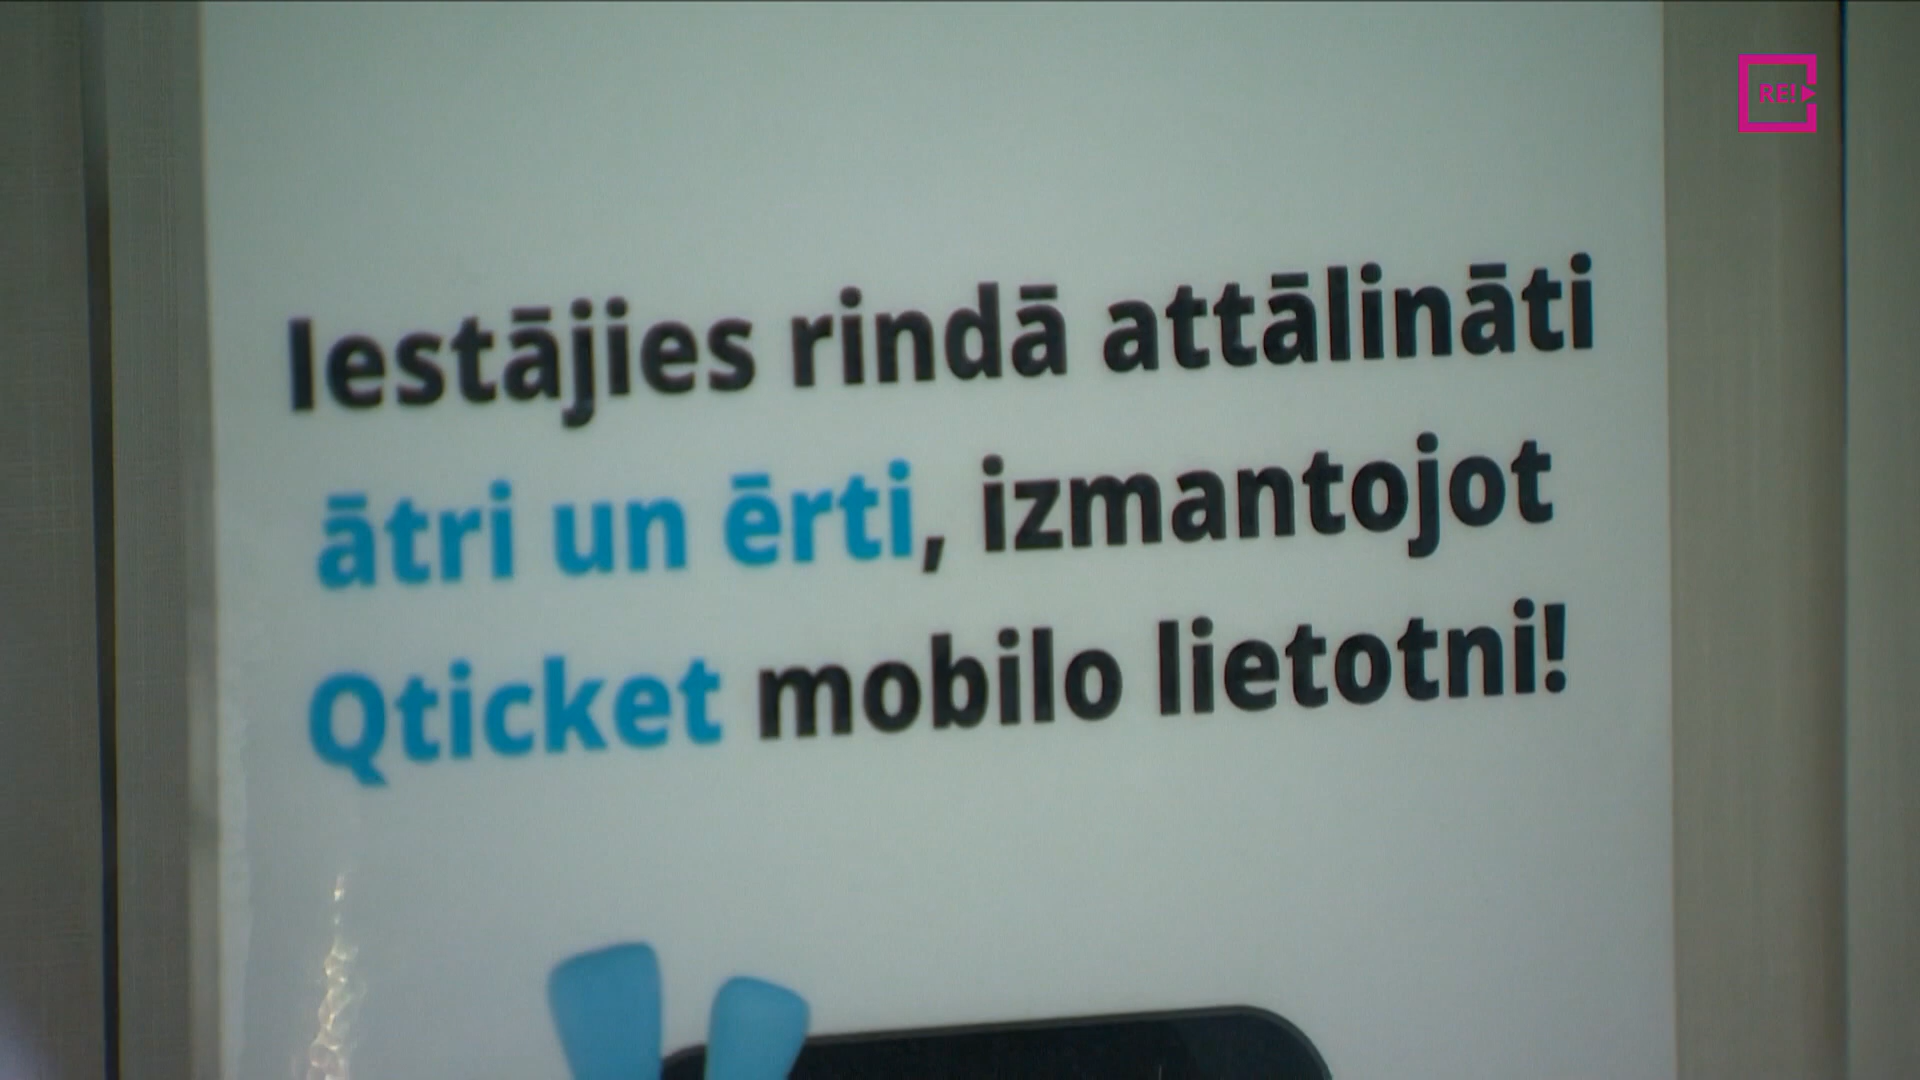 RE!
Iestājies rindā attālināti
ātri un ērti, izmantojot
Qticket mobilo lietotni!